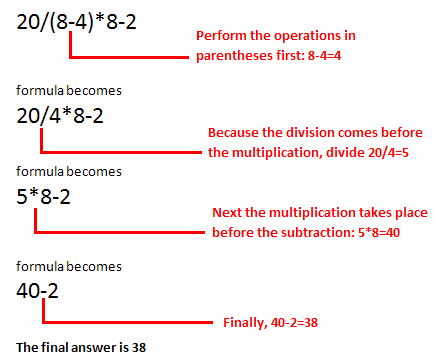 20/(8-4)*8-2
Perform the operations in
parentheses first: 8-4=4
formula becomes
20/4*8-2
Because the division comes before
the multiplication, divide 20/4=5
formula becomes
5*8-2
Next the multiplication takes place
before the subtraction: 5*8=40
formula becomes
40-2
Finally, 40-2=38
The final answer is 38